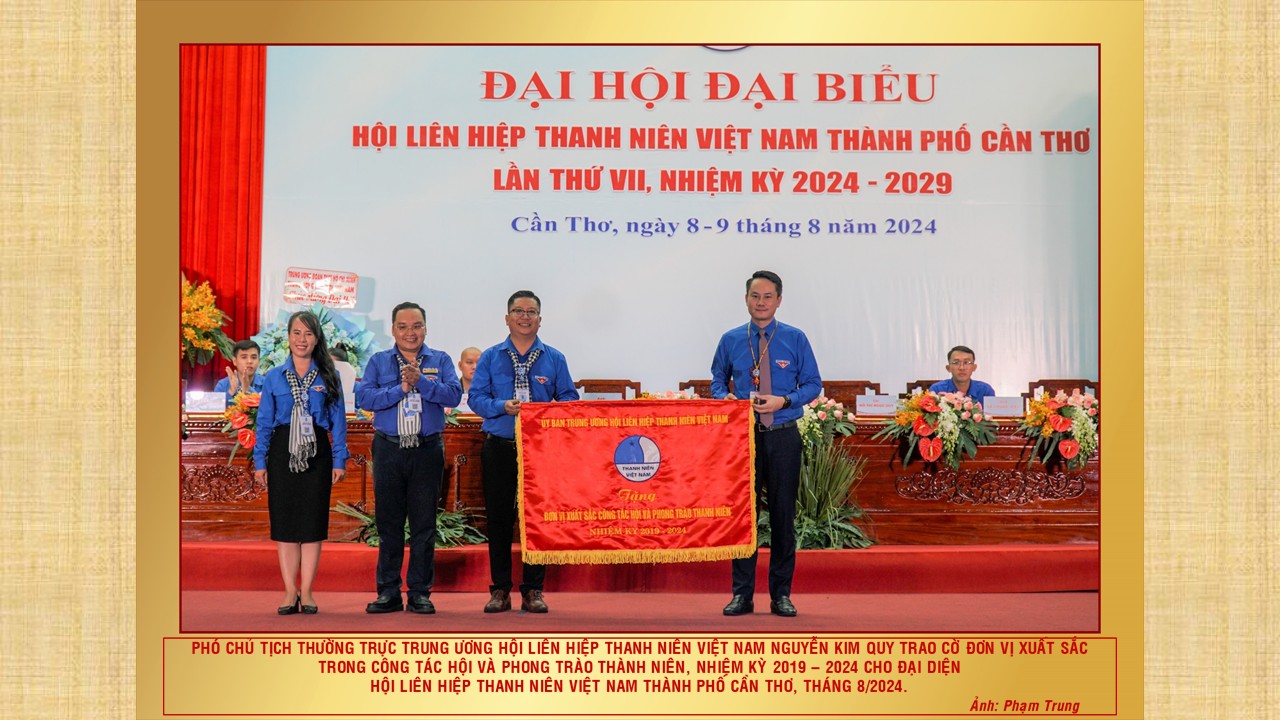 ĐẠI HỘI ĐẠI BIỂU
HỘI LIÊN HIỆP THANH NIÊN VIỆT NAM THÀNH PHỐ CẦN THƠ
LẦN THỨ VII, NHIỆM KỲ 2024 - 2029
Cần Thơ, ngày 8-9 tháng 8 năm 2024
ỦY BAN TRUNG ƯƠNG HỘI LIÊN HIỆP THANH NIÊN VIỆT NAM
THANH NIÊN
VIỆT NAM
Tặng
ĐƠN VỊ XUẤT SẮC CÔNG TÁC HỘI VÀ PHONG TRÀO THANH NIÊN
NHIỆM KỲ 2019 - 2024
PHÓ CHỦ TỊCH THƯỜNG TRỰC TRUNG ƯƠNG HỘI LIÊN HIỆP THANH NIÊN VIỆT NAM NGUYỄN KIM QUY TRAO CỜ ĐƠN VỊ XUẤT SẮC
TRONG CÔNG TÁC HỘI VÀ PHONG TRÀO THÀNH NIÊN, NHIỆM KỲ 2019 – 2024 CHO ĐẠI DIỆN
HỘI LIÊN HIỆP THANH NIÊN VIỆT NAM THÀNH PHỐ CẦN THƠ, THÁNG 8/2024.
Ảnh: Phạm Trung